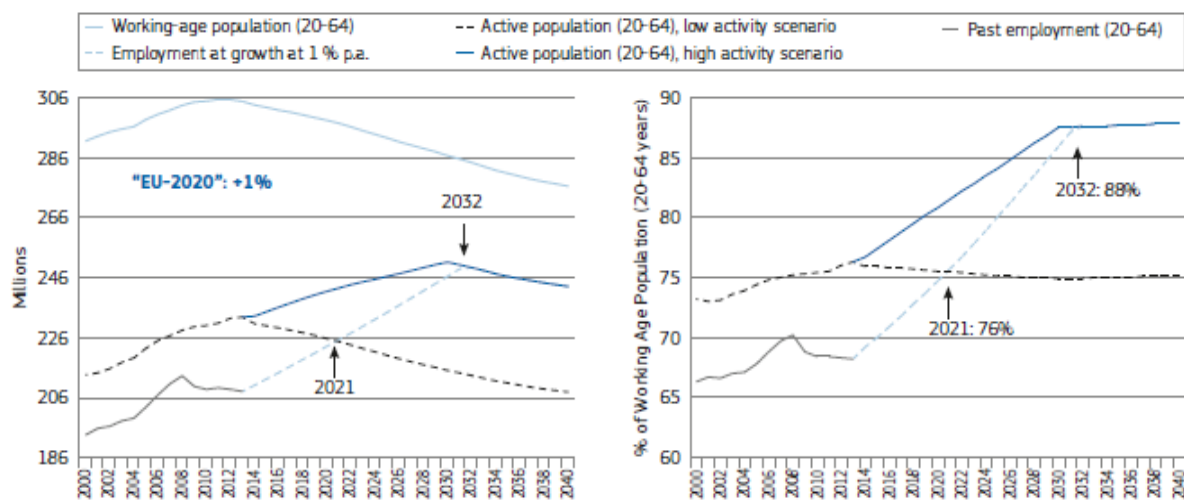 Working-age population (20-64)
Active population (20-64), low activity scenario
Past employment (20-64)
Employment at growth at 1 % p.a.
Active population (20-64), high activity scenario
Millions
306
286
266
246
226
206
186
"EU-2020": +1%
2032
2021
2000 2002 2004 2006 2008 2010 2012 2014 2016 2018 2020 2022 2024 2026 2028 2030 2032 2034 2036 2038 2040
% of Working Age Population (20-64 years)
90
85
80
75
70
65
60
2032: 88%
2021: 76%
2000 2002 2004 2006 2008 2010 2012 2014 2016 2018 2020 2022 2024 2026 2028 2030 2032 2034 2036 2038 2040